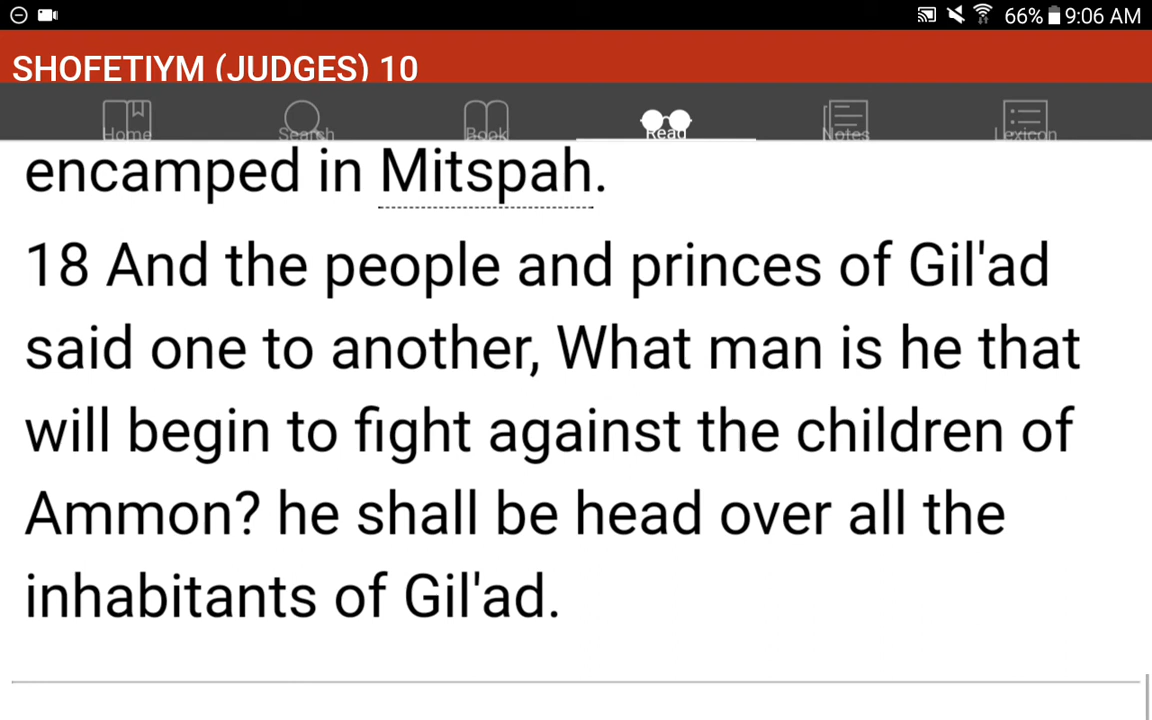 66% 9:06 AM
SHOFETIYM (JUDGES) 10
Home Search Book Read Notes Lexicon
encamped in Mitspah.
18 And the people and princes of Gil'ad
said one to another, What man is he that
will begin to fight against the children of
Ammon? he shall be head over all the
inhabitants of Gil'ad.